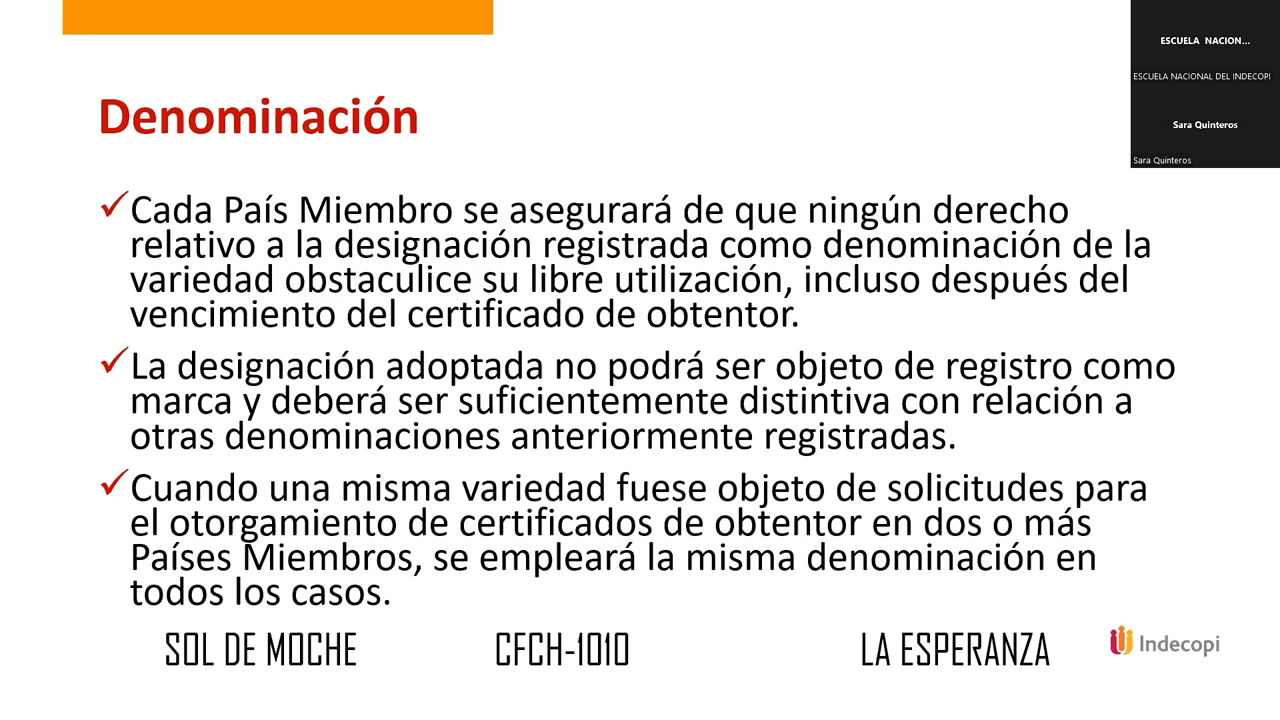 ESCUELA NACION...
ESCUELA NACIONAL DEL INDECOPI
Sara Quinteros
Sara Quinteros
Denominación
✓Cada País Miembro se asegurará de que ningún derecho
relativo a la designación registrada como denominación de la
variedad obstaculice su libre utilización, incluso después del
vencimiento del certificado de obtentor.
✓La designación adoptada no podrá ser objeto de registro como
marca y deberá ser suficientemente distintiva con relación a
otras denominaciones anteriormente registradas.
✓Cuando una misma variedad fuese objeto de solicitudes para
el otorgamiento de certificados de obtentor en dos o más
Países Miembros, se empleará la misma denominación en
todos los casos.
SOL DE MOCHE CFCH-1010 LA ESPERANZA Indecopi